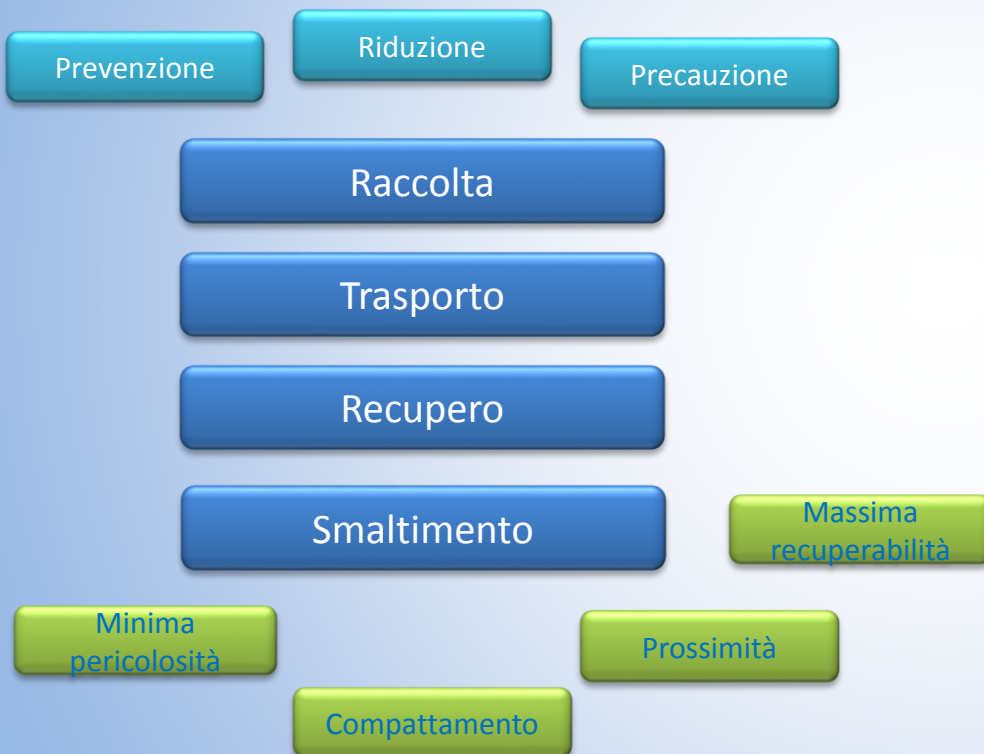 Prevenzione
Riduzione
Precauzione
Raccolta
Trasporto
Recupero
Smaltimento
Massima
recuperabilità
Minima
pericolosità
Prossimità
Compattamento